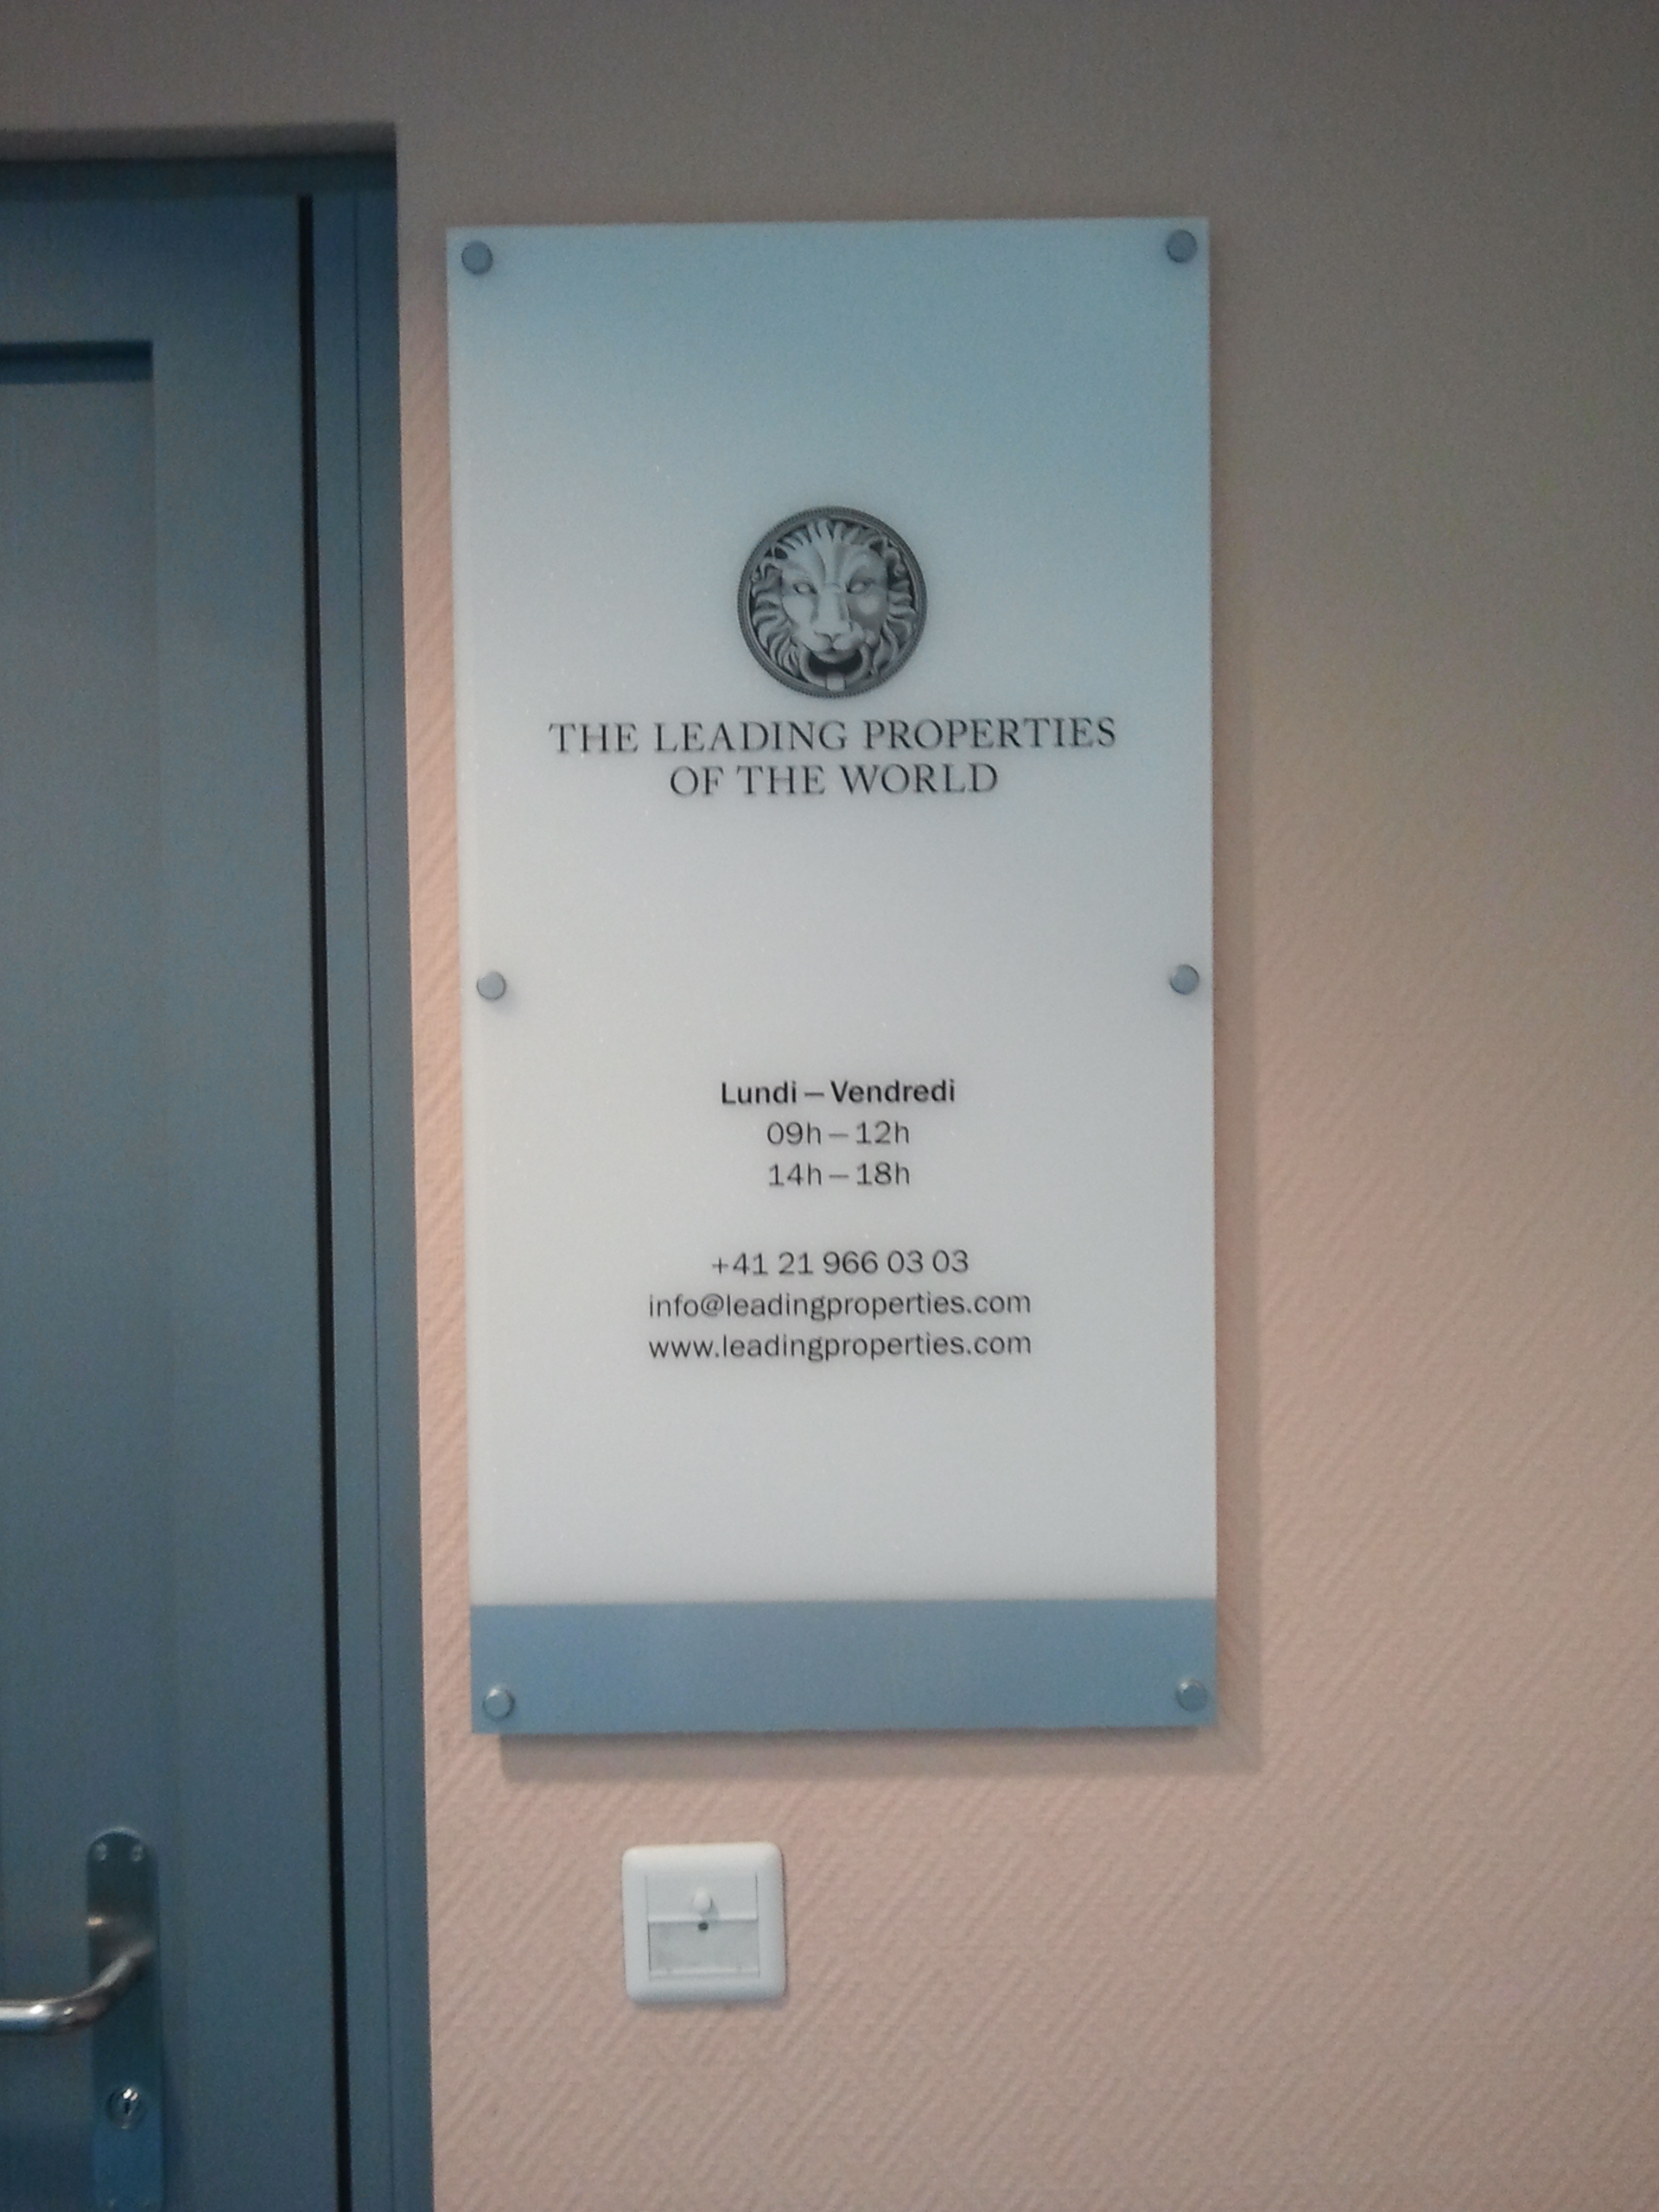 THE LEADING PROPERTIES
OF THE WORLD
Lundi – Vendredi
09h – 12h
14h – 18h
+41 21 966 03 03
info@leadingproperties.com
www.leadingproperties.com